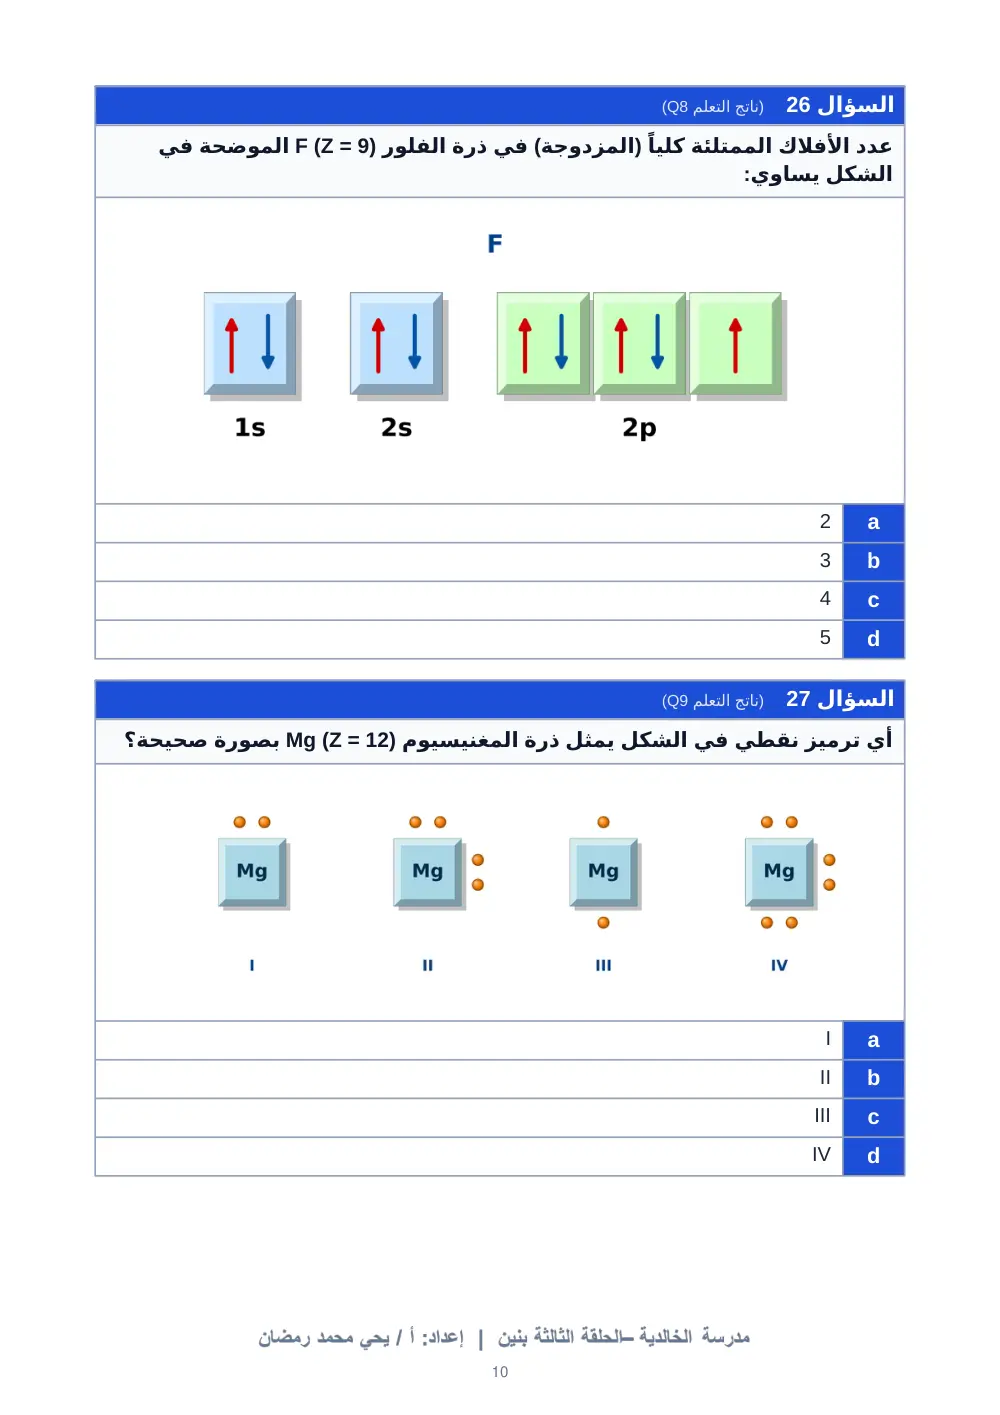 السؤال 26 (ناتج التعلم Q8)
عدد الأفلاك الممتلئة كلياً (المزدوجة) في ذرة الفلور F (Z = 9) الموضحة في
الشكل يساوي:
F
1s 2s 2p
a 2
b 3
c 4
d 5
السؤال 27 (ناتج التعلم Q9)
أي ترميز نقطي في الشكل يمثل ذرة المغنيسيوم Mg (Z = 12) بصورة صحيحة؟
Mg Mg Mg Mg
I II III IV
a I
b II
c III
d IV
مدرسة الخالدية –الحلقة الثالثة بنين | إعداد: أ / يحي محمد رمضان
10